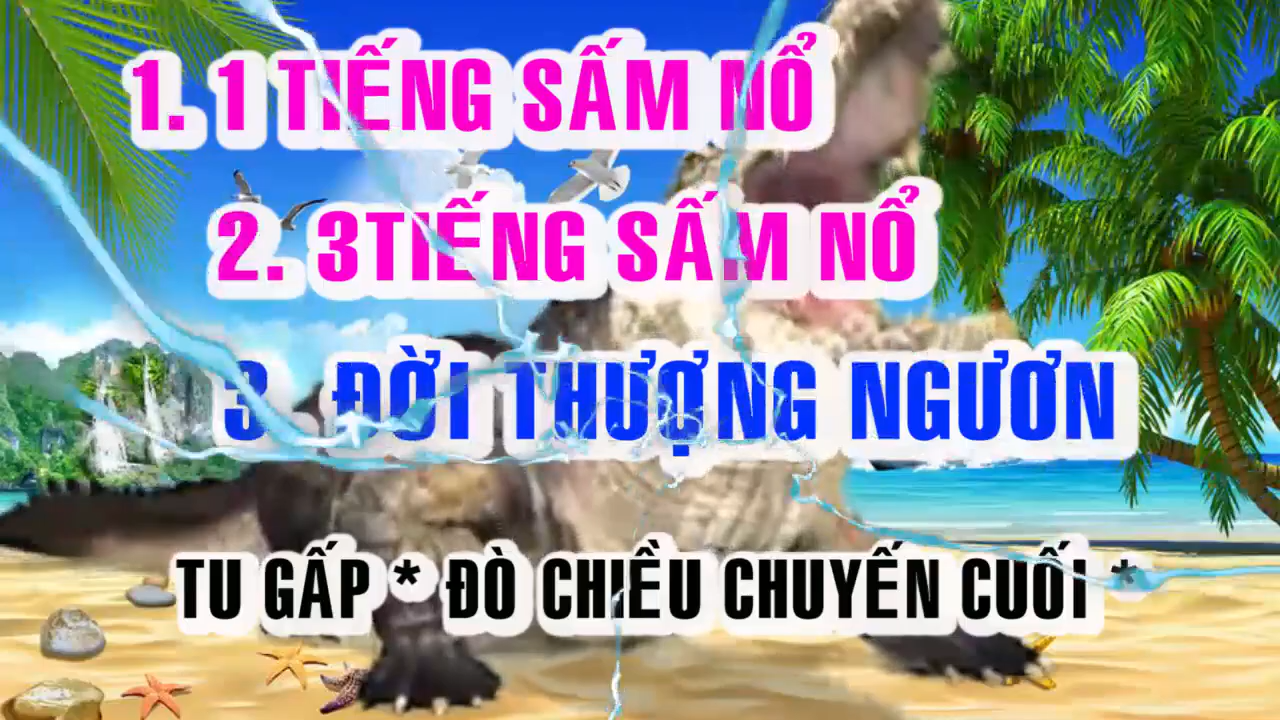 1. 1 TIẾNG SẤM NỔ
2. 3TIẾNG SẤM NỔ
3. ĐỜI THƯỢNG NGƯƠN
TU GẤP * ĐÒ CHIỀU CHUYẾN CUỐI *